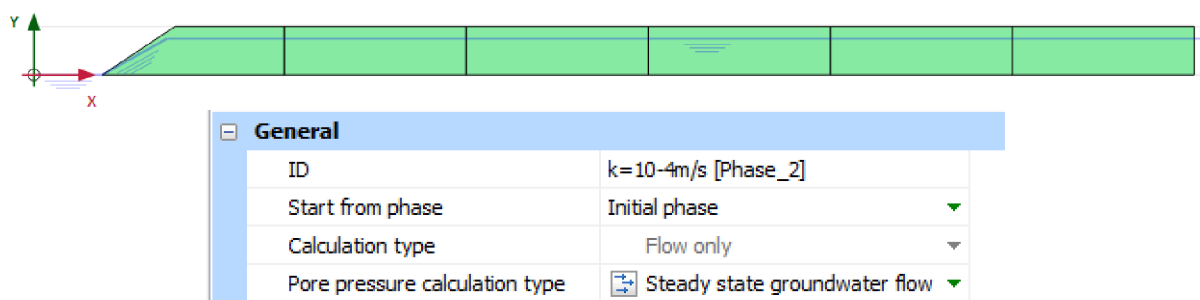 Y
X
General
ID k=10-4m/s [Phase_2]
Start from phase Initial phase
Calculation type Flow only
Pore pressure calculation type Steady state groundwater flow